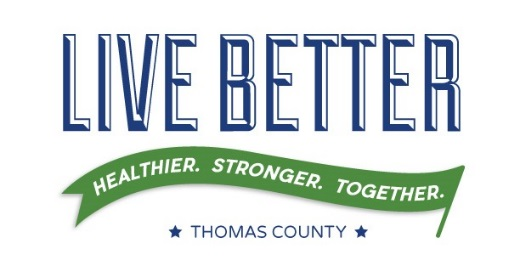 LIVE BETTER
HEALTHIER. STRONGER. TOGETHER.
★ THOMAS COUNTY ★